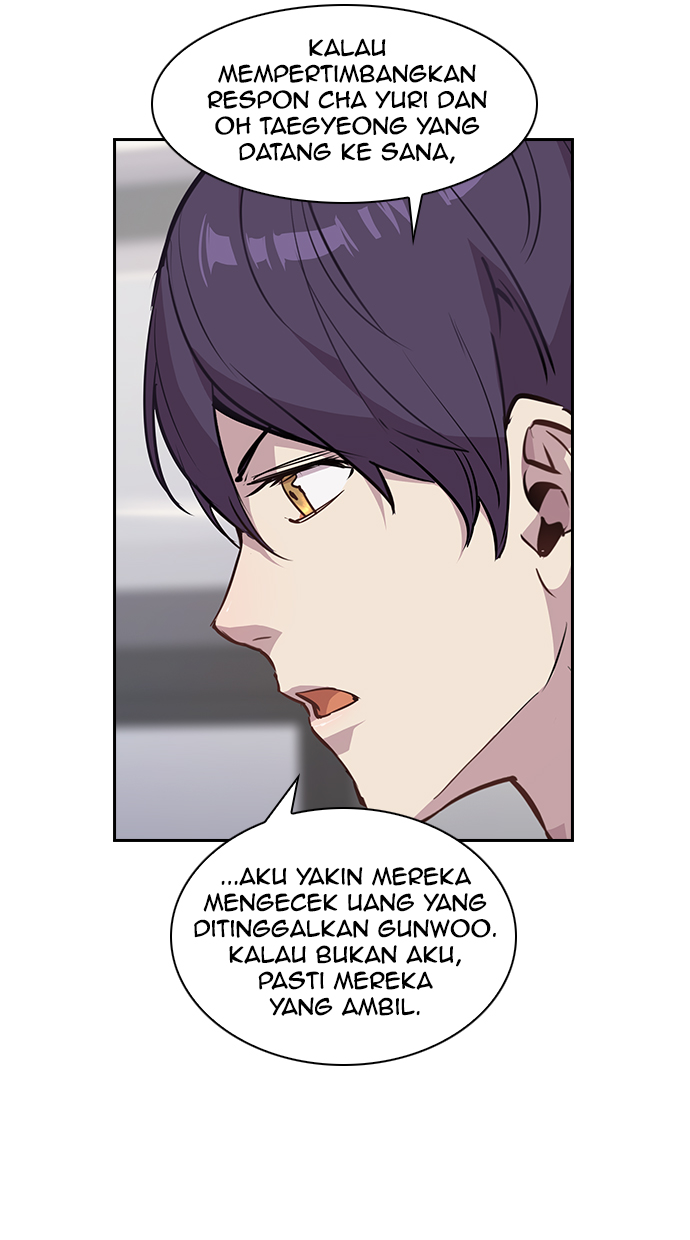 KALAU
MEMPERTIMBANGKAN
RESPON CHA YURI DAN
OH TAEGYEONG YANG
DATANG KE SANA,
...AKU YAKIN MEREKA
MENGECEK UANG YANG
DITINGGALKAN GUNWOO.
KALAU BUKAN AKU,
PASTI MEREKA
YANG AMBIL.